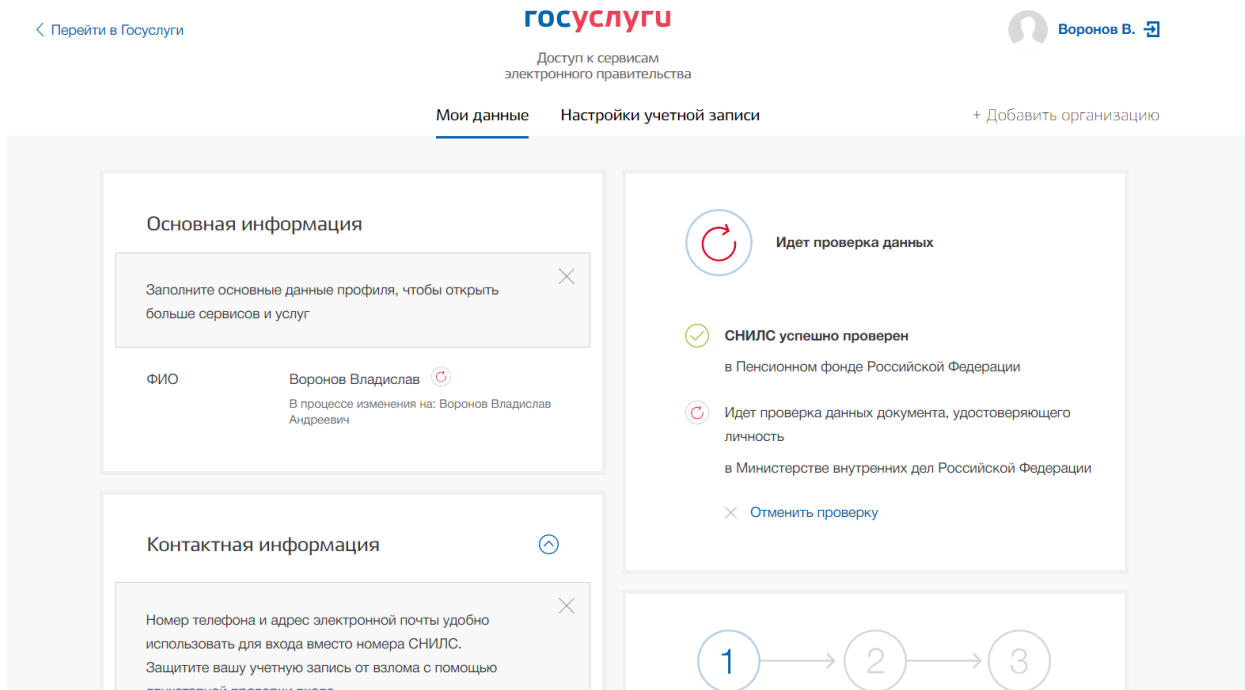 Перейти в Госуслуги
госуслуги
Воронов В.
Доступ к сервисам
электронного правительства
Мои данные
Настройки учетной записи
+ Добавить организацию
Основная информация
Заполните основные данные профиля, чтобы открыть
больше сервисов и услуг
ФИО
Воронов Владислав
В процессе изменения на: Воронов Владислав
Андреевич
Контактная информация
Номер телефона и адрес электронной почты удобно
использовать для входа вместо номера СНИЛС.
Защитите вашу учетную запись от взлома с помощью
Идет проверка данных
СНИЛС успешно проверен
в Пенсионном фонде Российской Федерации
Идет проверка данных документа, удостоверяющего
личность
в Министерстве внутренних дел Российской Федерации
Отменить проверку
1
2
3